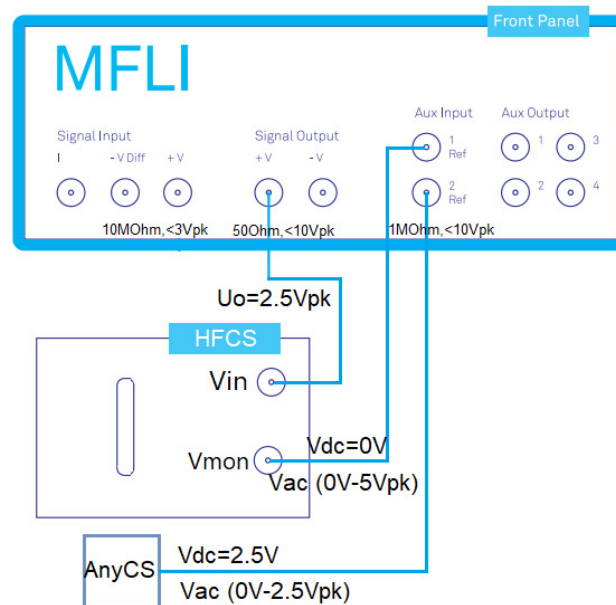 Front Panel
MFLI
Aux Input
Aux Output
Signal Input
Signal Output
1
Ref
1
3
I
- V Diff
+ V
+ V
- V
2
Ref
2
4
10MOhm,<3Vpk
50Ohm,<10Vpk
1MOhm,<10Vpk
Uo=2.5Vpk
HFCS
Vin
Vmon
Vdc=0V
Vac (0V-5Vpk)
AnyCS
Vdc=2.5V
Vac (0V-2.5Vpk)